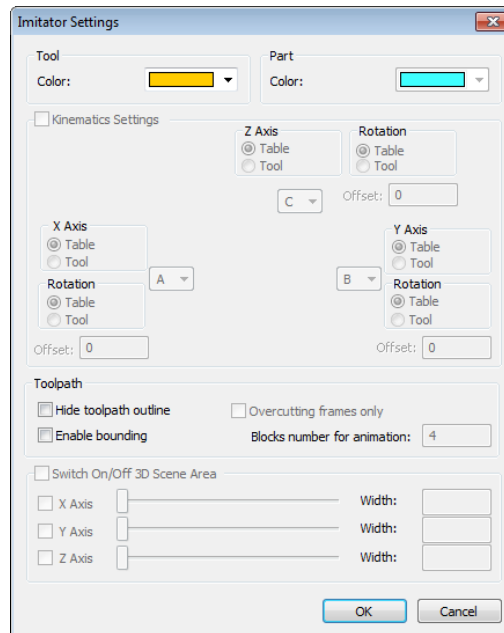 Imitator Settings
Tool
Part
Color:
Color:
Kinematics Settings
Z Axis
Rotation
Table
Table
Tool
Tool
C
Offset: 0
X Axis
Y Axis
Table
Table
Tool
Tool
A
B
Rotation
Rotation
Table
Table
Tool
Tool
Offset: 0
Offset: 0
Toolpath
Hide toolpath outline
Overcutting frames only
Enable bounding
Blocks number for animation: 4
Switch On/Off 3D Scene Area
X Axis
Width:
Y Axis
Width:
Z Axis
Width:
OK
Cancel